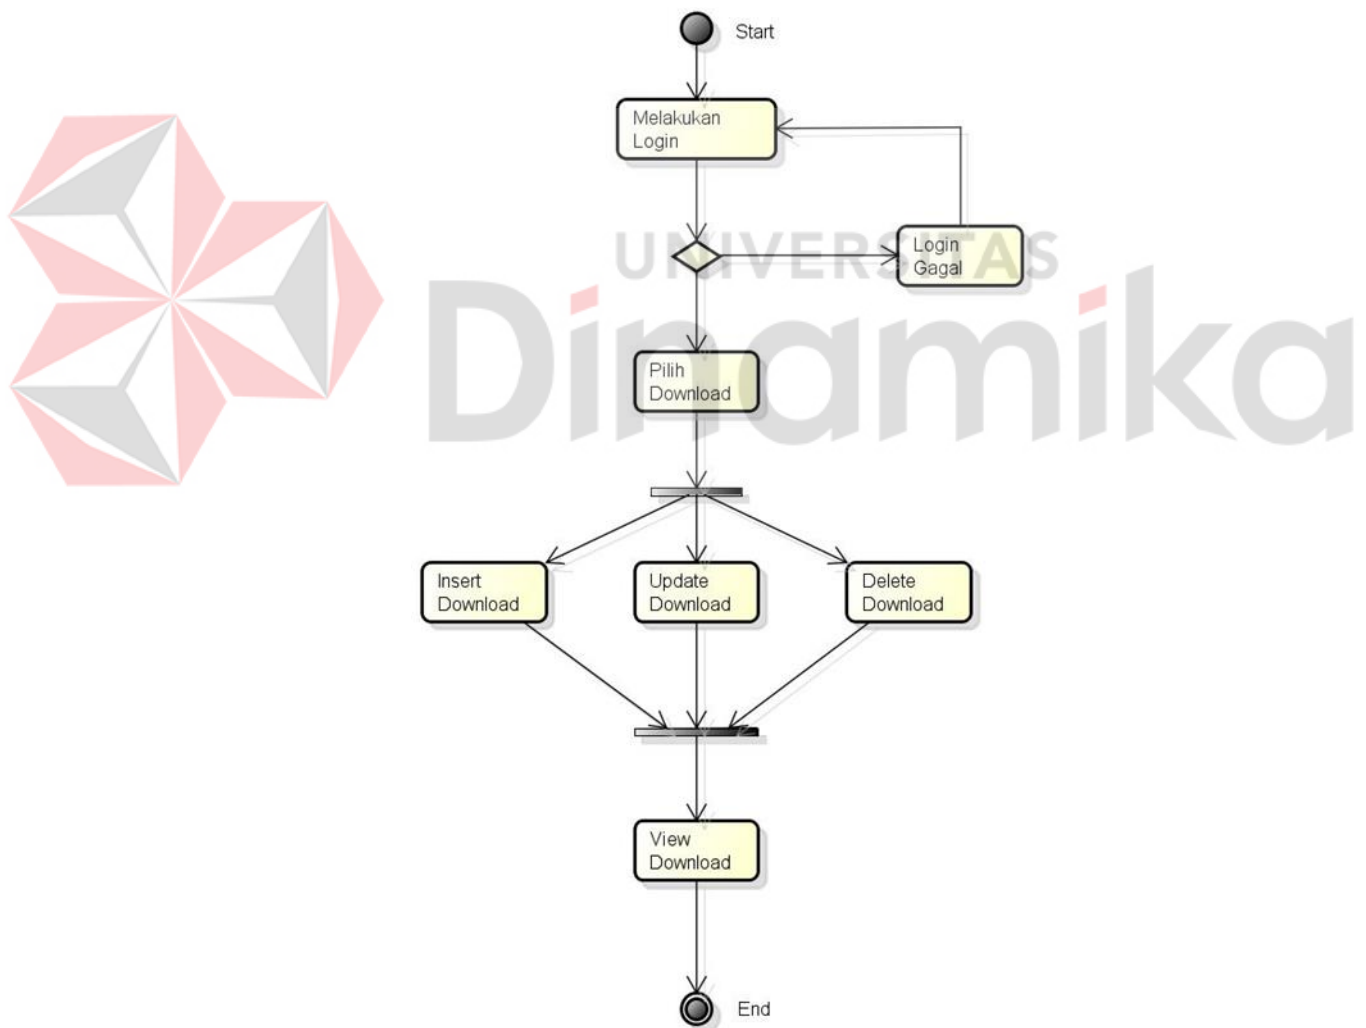 Start
Melakukan
Login
UNIVERSITAS
Dinamika
Login
Gagal
Pilih
Download
Insert
Download
Update
Download
Delete
Download
View
Download
End